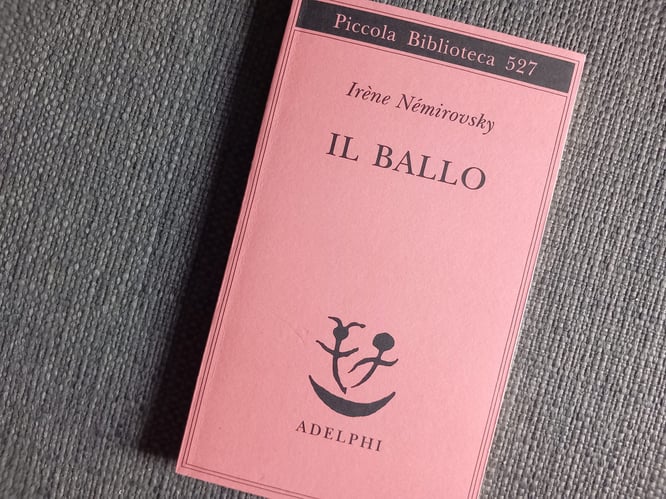 Piccola Biblioteca 527
Irène Némirovsky
IL BALLO
ADELPHI